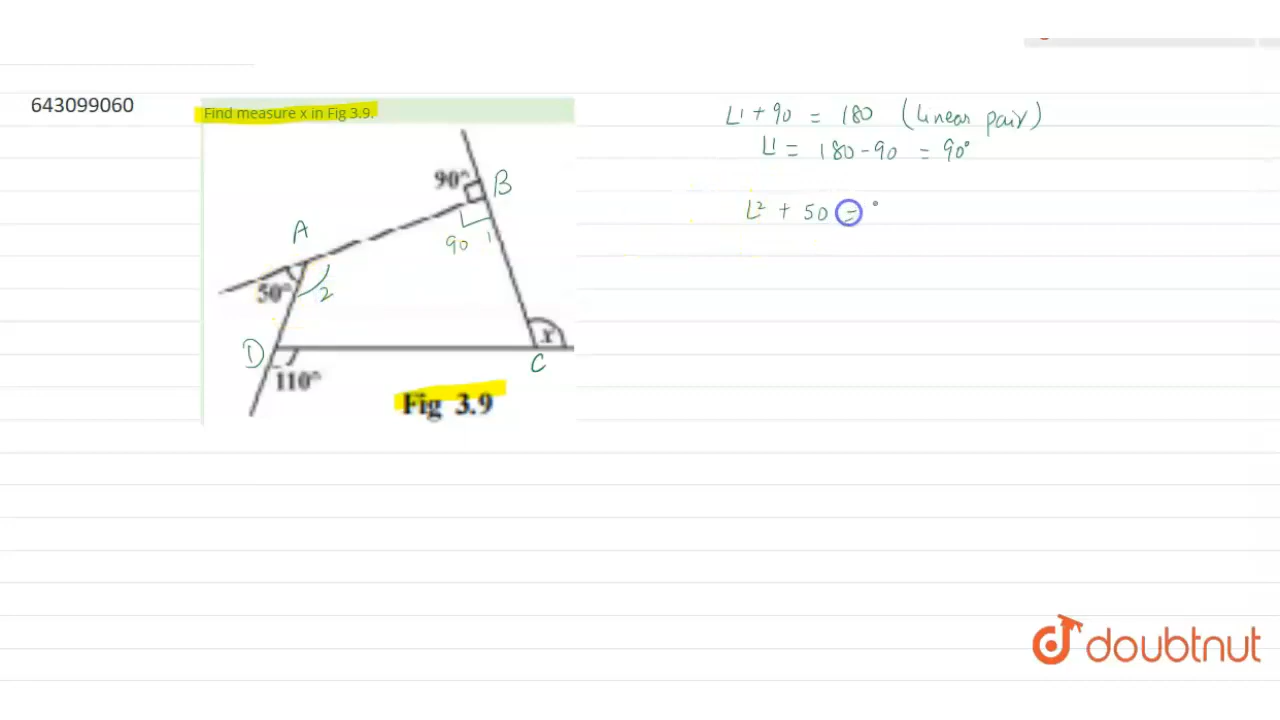 643099060
Find measure x in Fig 3.9.
∠1 + 90 = 180 (linear pair)
∠1 = 180 - 90 = 90°
∠2 + 50 =
90°
B
A
90
1
50°
2
x
D
C
110°
Fig 3.9
doubtnut